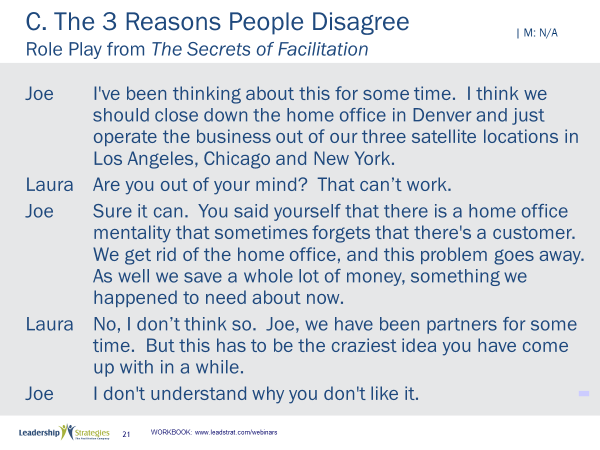 C. The 3 Reasons People Disagree
| M: N/A
Role Play from The Secrets of Facilitation
Joe I've been thinking about this for some time. I think we
should close down the home office in Denver and just
operate the business out of our three satellite locations in
Los Angeles, Chicago and New York.
Laura Are you out of your mind? That can’t work.
Joe Sure it can. You said yourself that there is a home office
mentality that sometimes forgets that there's a customer.
We get rid of the home office, and this problem goes away.
As well we save a whole lot of money, something we
happened to need about now.
Laura No, I don’t think so. Joe, we have been partners for some
time. But this has to be the craziest idea you have come
up with in a while.
Joe I don't understand why you don't like it.
Leadership Strategies
The Facilitation Company
21
WORKBOOK: www.leadstrat.com/webinars